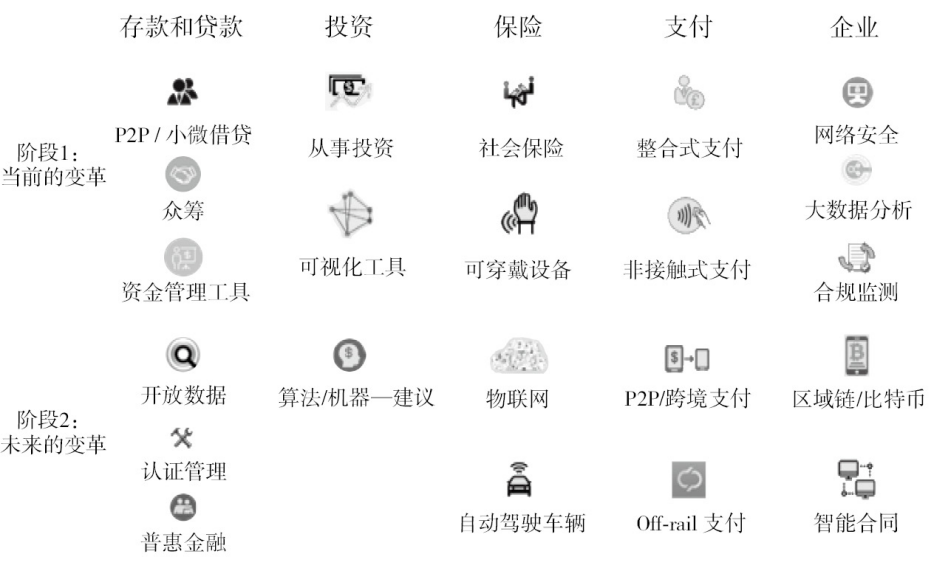 存款和贷款 投资 保险 支付 企业
阶段1：
当前的变革
P2P / 小微借贷 从事投资 社会保险 整合式支付 网络安全
众筹 大数据分析
资金管理工具 可视化工具 可穿戴设备 非接触式支付 合规监测
阶段2：
未来的变革
开放数据 算法/机器—建议 物联网 P2P/跨境支付 区域链/比特币
认证管理
普惠金融 自动驾驶车辆 Off-rail 支付 智能合同